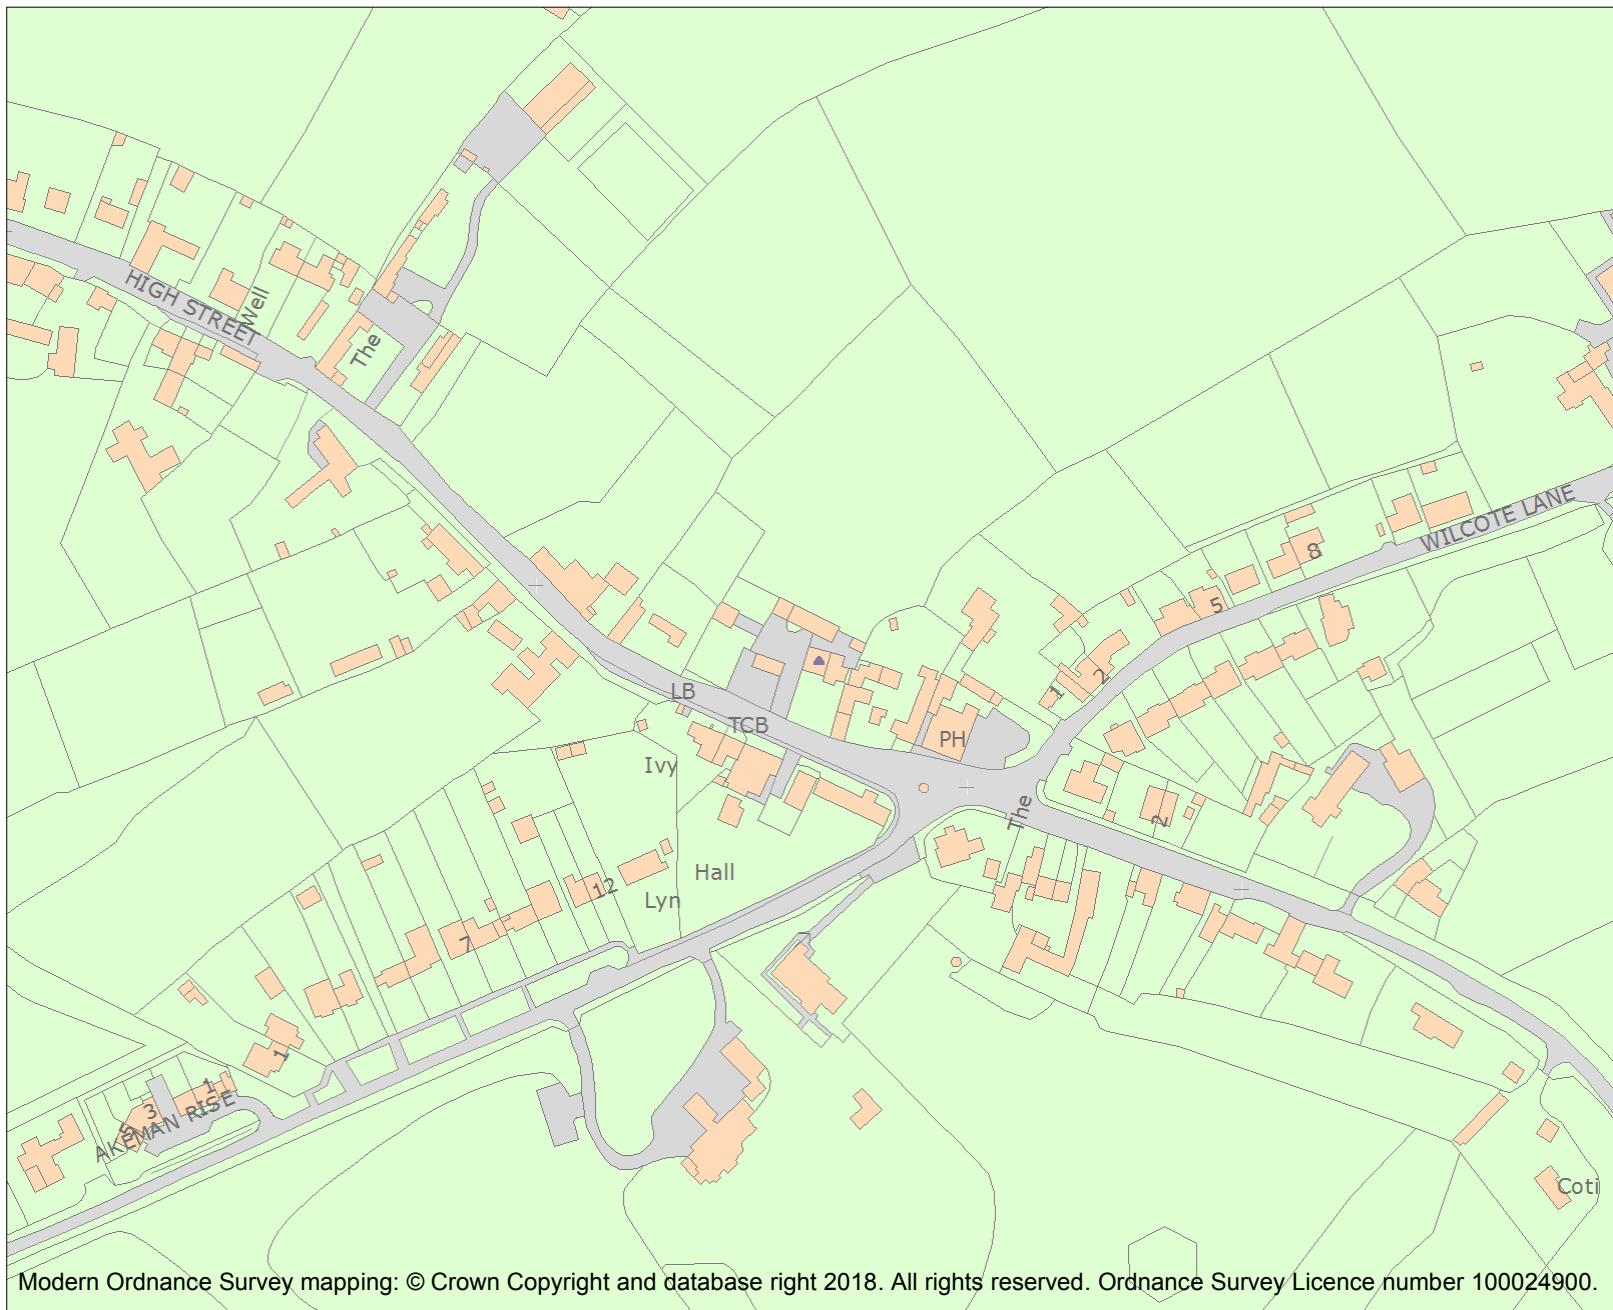 HIGH STREET
Well
The
WILCOTE LANE
8
5
2
1
LB
TCB
PH
Ivy
The
2
Hall
12
Lyn
7
1
1
3
5
AKEMAN RISE
Coti
Modern Ordnance Survey mapping: © Crown Copyright and database right 2018. All rights reserved. Ordnance Survey Licence number 100024900.